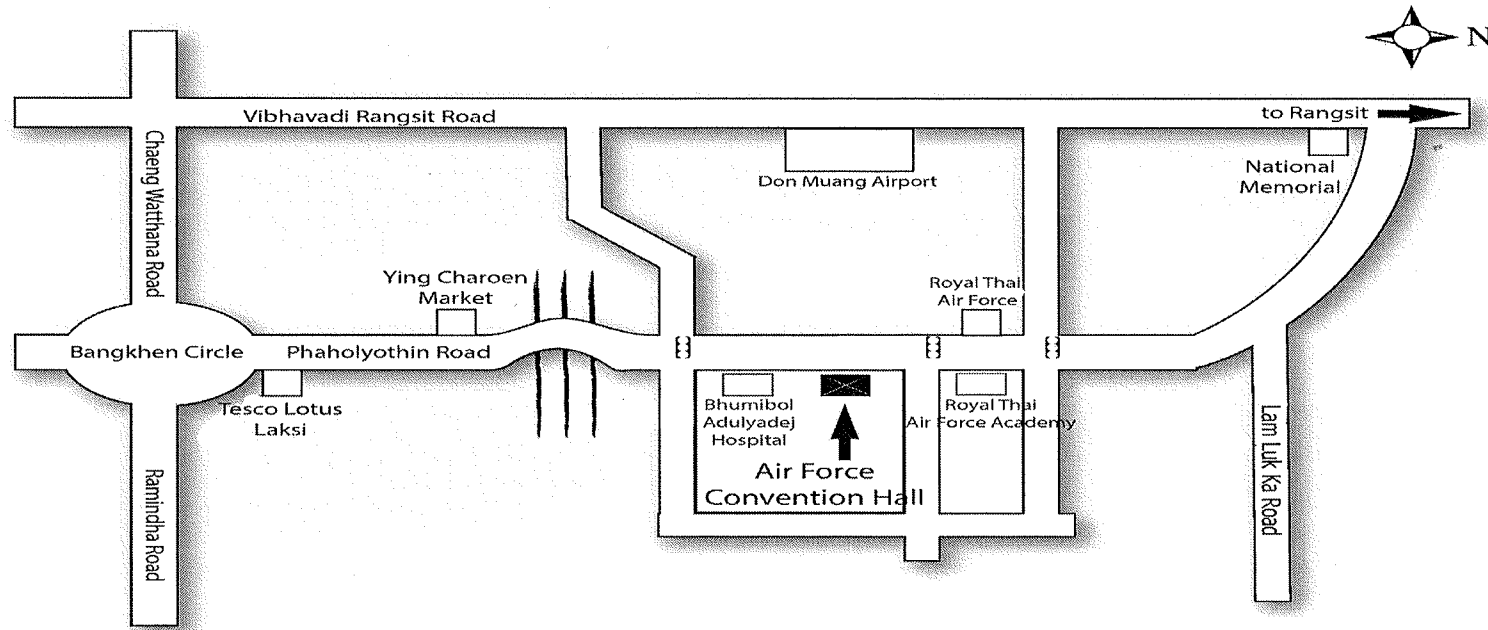 N
Vibhavadi Rangsit Road
to Rangsit
Chaeng Watthana Road
Don Muang Airport
National
Memorial
Ying Charoen
Market
Royal Thai
Air Force
Bangkhen Circle
Phaholyothin Road
Tesco Lotus
Laksi
Bhumibol
Adulyadej
Hospital
Royal Thai
Air Force Academy
Air Force
Convention Hall
Ramindha Road
Lam Luk Ka Road